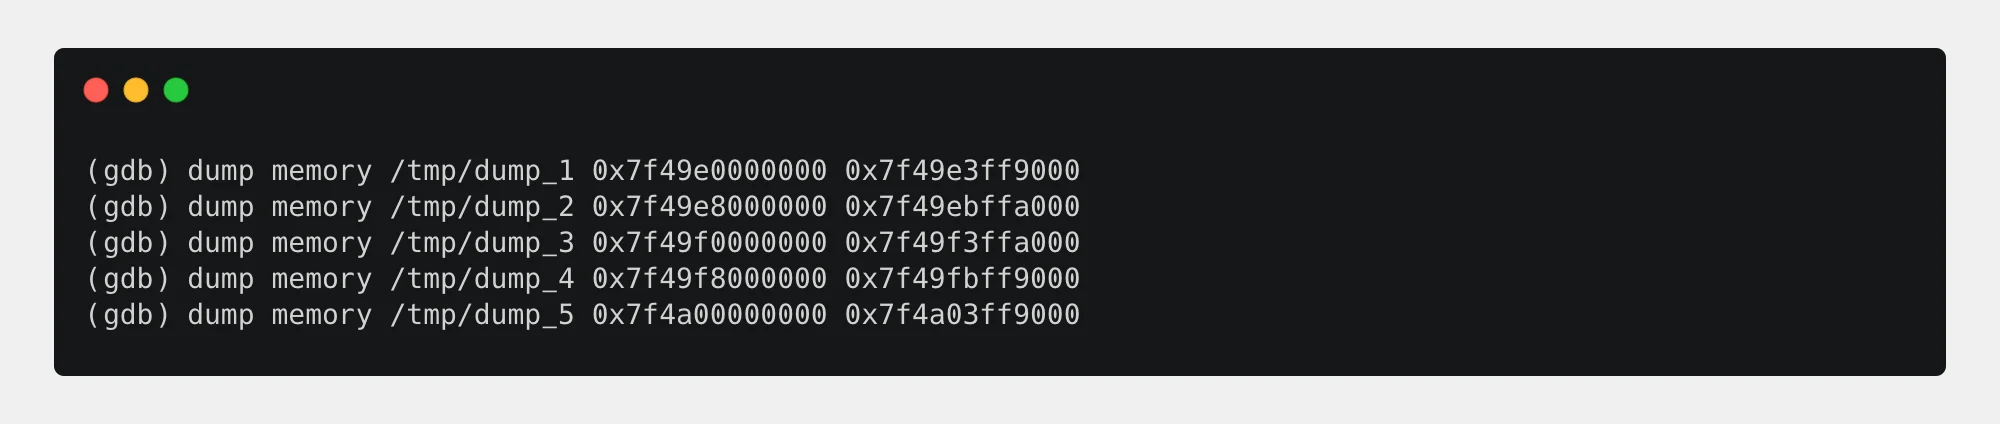 (gdb) dump memory /tmp/dump_1 0x7f49e0000000 0x7f49e3ff9000
(gdb) dump memory /tmp/dump_2 0x7f49e8000000 0x7f49ebffa000
(gdb) dump memory /tmp/dump_3 0x7f49f0000000 0x7f49f3ffa000
(gdb) dump memory /tmp/dump_4 0x7f49f8000000 0x7f49fbff9000
(gdb) dump memory /tmp/dump_5 0x7f4a00000000 0x7f4a03ff9000